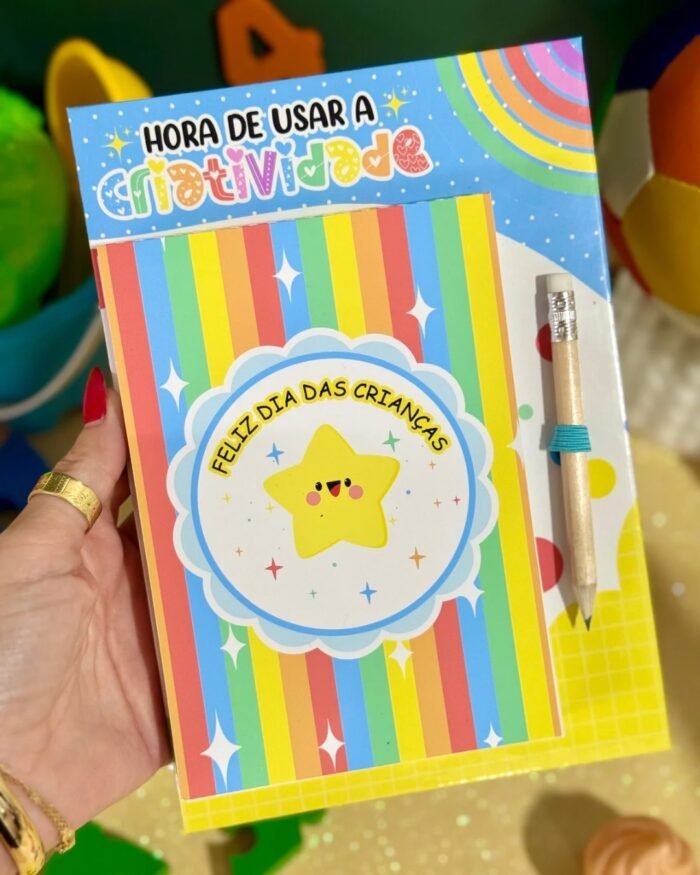 HORA DE USAR A
criatividade
FELIZ DIA DAS CRIANÇAS